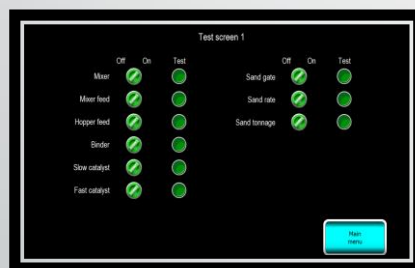 Test screen 1
Off On Test
Mixer
Mixer feed
Hopper feed
Binder
Slow catalyst
Fast catalyst
Off On Test
Sand gate
Sand rate
Sand tonnage
Main
menu